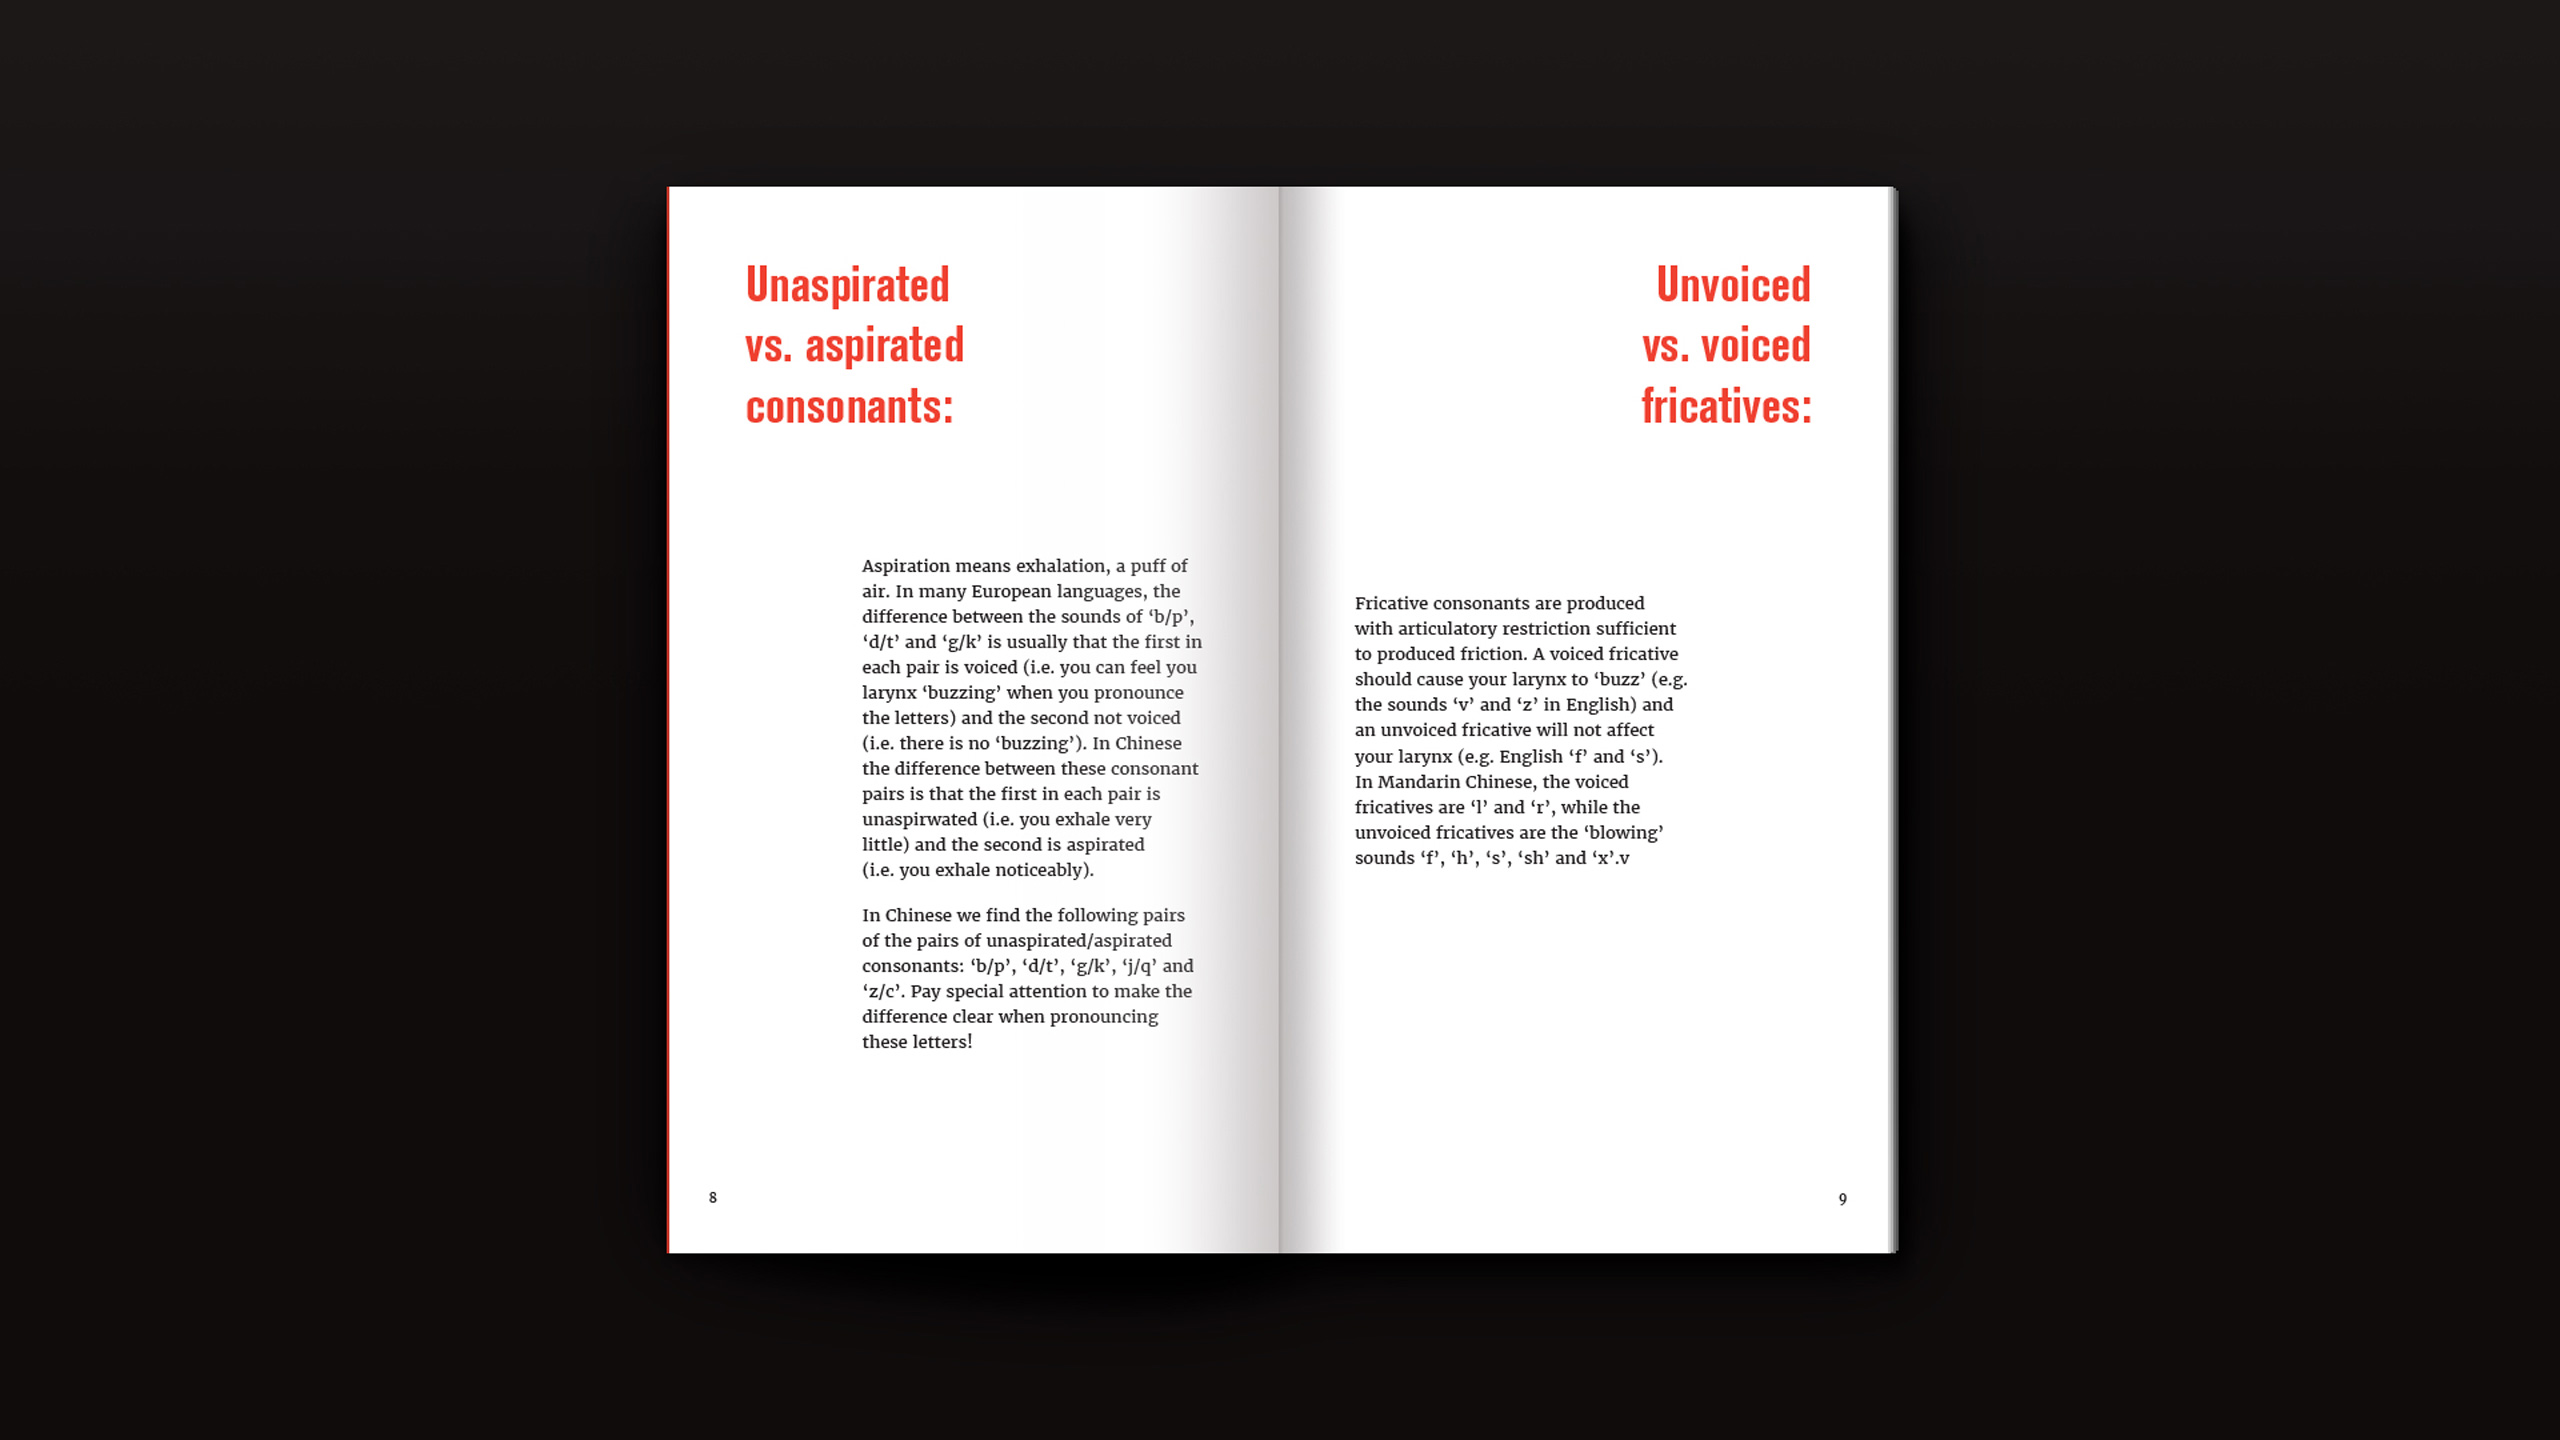 Unaspirated
vs. aspirated
consonants:
Aspiration means exhalation, a puff of
air. In many European languages, the
difference between the sounds of ‘b/p’,
‘d/t’ and ‘g/k’ is usually that the first in
each pair is voiced (i.e. you can feel you
larynx ‘buzzing’ when you pronounce
the letters) and the second not voiced
(i.e. there is no ‘buzzing’). In Chinese
the difference between these consonant
pairs is that the first in each pair is
unaspirwated (i.e. you exhale very
little) and the second is aspirated
(i.e. you exhale noticeably).
In Chinese we find the following pairs
of the pairs of unaspirated/aspirated
consonants: ‘b/p’, ‘d/t’, ‘g/k’, ‘j/q’ and
‘z/c’. Pay special attention to make the
difference clear when pronouncing
these letters!
8
Unvoiced
vs. voiced
fricatives:
Fricative consonants are produced
with articulatory restriction sufficient
to produced friction. A voiced fricative
should cause your larynx to ‘buzz’ (e.g.
the sounds ‘v’ and ‘z’ in English) and
an unvoiced fricative will not affect
your larynx (e.g. English ‘f’ and ‘s’).
In Mandarin Chinese, the voiced
fricatives are ‘l’ and ‘r’, while the
unvoiced fricatives are the ‘blowing’
sounds ‘f’, ‘h’, ‘s’, ‘sh’ and ‘x’.v
9